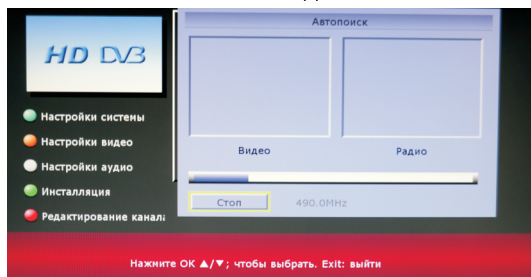 Автопоиск
HD DVB
Настройки системы
Настройки видео
Настройки аудио
Инсталляция
Редактирование канал
Видео
Радио
Стоп
490.0MHz
Нажмите OK ▲/▼; чтобы выбрать. Exit: выйти